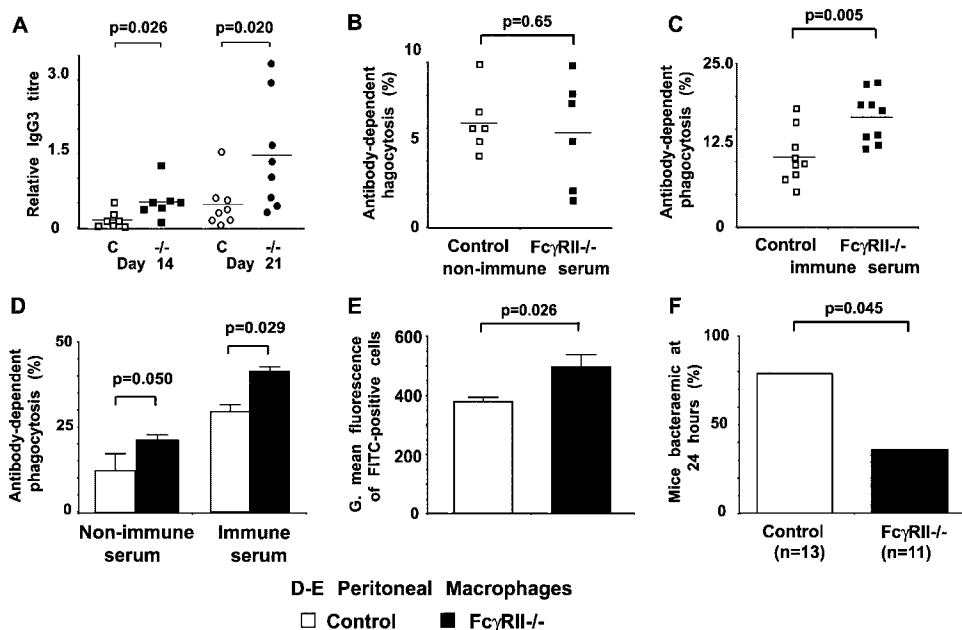 A
p=0.026
p=0.020
Relative IgG3 titre
3.0
1.5
0
C
-/-
C
-/-
Day 14
Day 21
B
p=0.65
Antibody-dependent
hagocytosis (%)
10
5
0
Control
FcγRII-/-
non-immune serum
C
p=0.005
Antibody-dependent
phagocytosis (%)
25.0
12.5
0
Control
FcγRII-/-
immune serum
D
p=0.050
p=0.029
Antibody-dependent
phagocytosis (%)
50
25
0
Non-immune
serum
Immune
serum
E
p=0.026
G. mean fluorescence
of FITC-positive cells
600
400
200
0
F
p=0.045
Mice bacteraemic at
24 hours (%)
100
50
0
Control
(n=13)
FcγRII-/-
(n=11)
D-E Peritoneal Macrophages
Control
FcγRII-/-